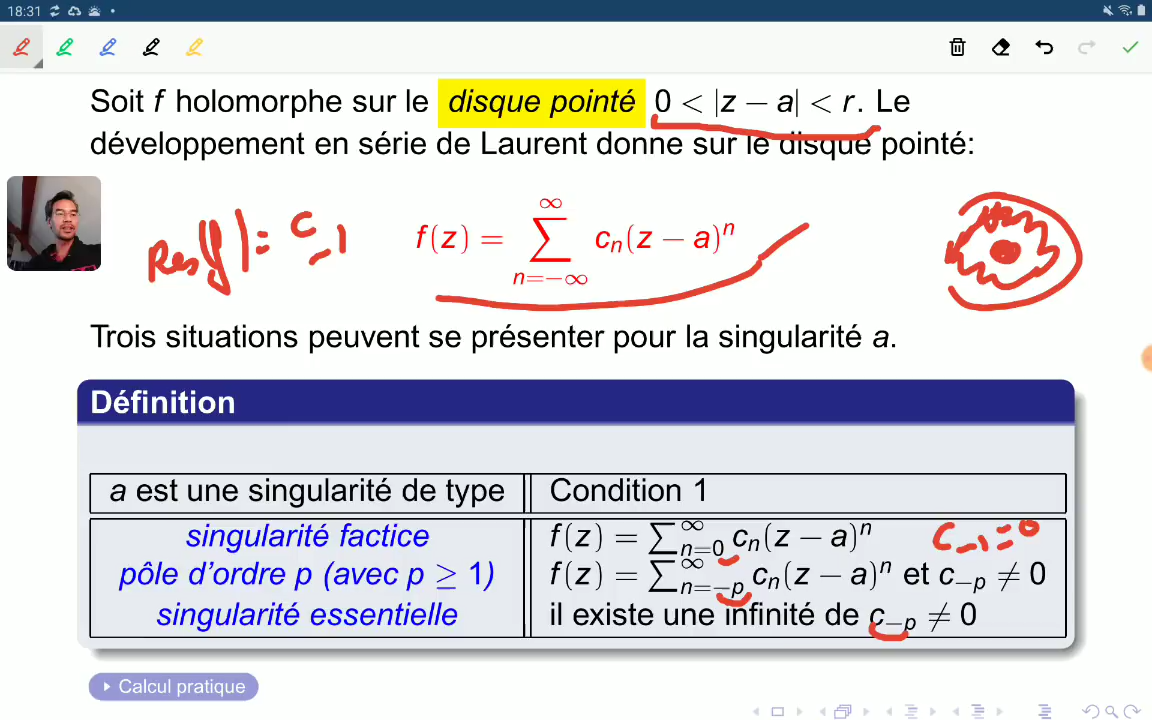 18:31
Soit f holomorphe sur le disque pointé 0 < |z − a| < r. Le
développement en série de Laurent donne sur le disque pointé:
Res(f) = c₋₁
f(z) = ∑_{n=−∞}^{∞} cₙ(z − a)ⁿ
Trois situations peuvent se présenter pour la singularité a.
Définition
a est une singularité de type Condition 1
singularité factice f(z) = ∑_{n=0}^{∞} cₙ(z − a)ⁿ c₋₁ = 0
pôle d'ordre p (avec p ≥ 1) f(z) = ∑_{n=−p}^{∞} cₙ(z − a)ⁿ et c₋ₚ ≠ 0
singularité essentielle il existe une infinité de c₋ₚ ≠ 0
Calcul pratique